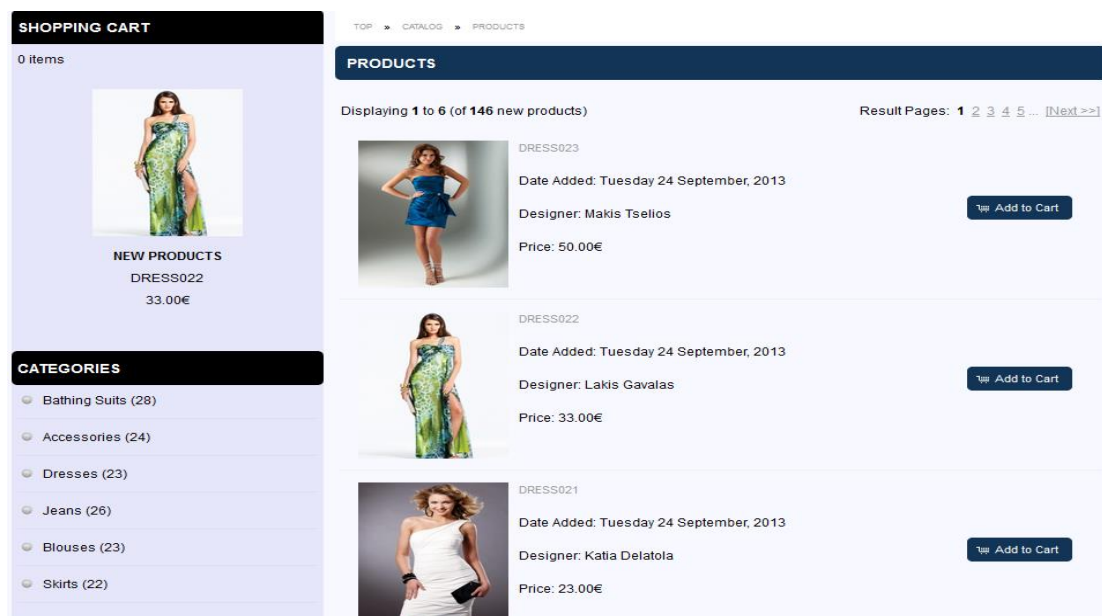 SHOPPING CART
0 items
NEW PRODUCTS
DRESS022
33.00€
CATEGORIES
Bathing Suits (28)
Accessories (24)
Dresses (23)
Jeans (26)
Blouses (23)
Skirts (22)
TOP » CATALOG » PRODUCTS
PRODUCTS
Displaying 1 to 6 (of 146 new products)
Result Pages: 1 2 3 4 5 ... [Next >>]
DRESS023
Date Added: Tuesday 24 September, 2013
Designer: Makis Tselios
Price: 50.00€
Add to Cart
DRESS022
Date Added: Tuesday 24 September, 2013
Designer: Lakis Gavalas
Price: 33.00€
Add to Cart
DRESS021
Date Added: Tuesday 24 September, 2013
Designer: Katia Delatola
Price: 23.00€
Add to Cart